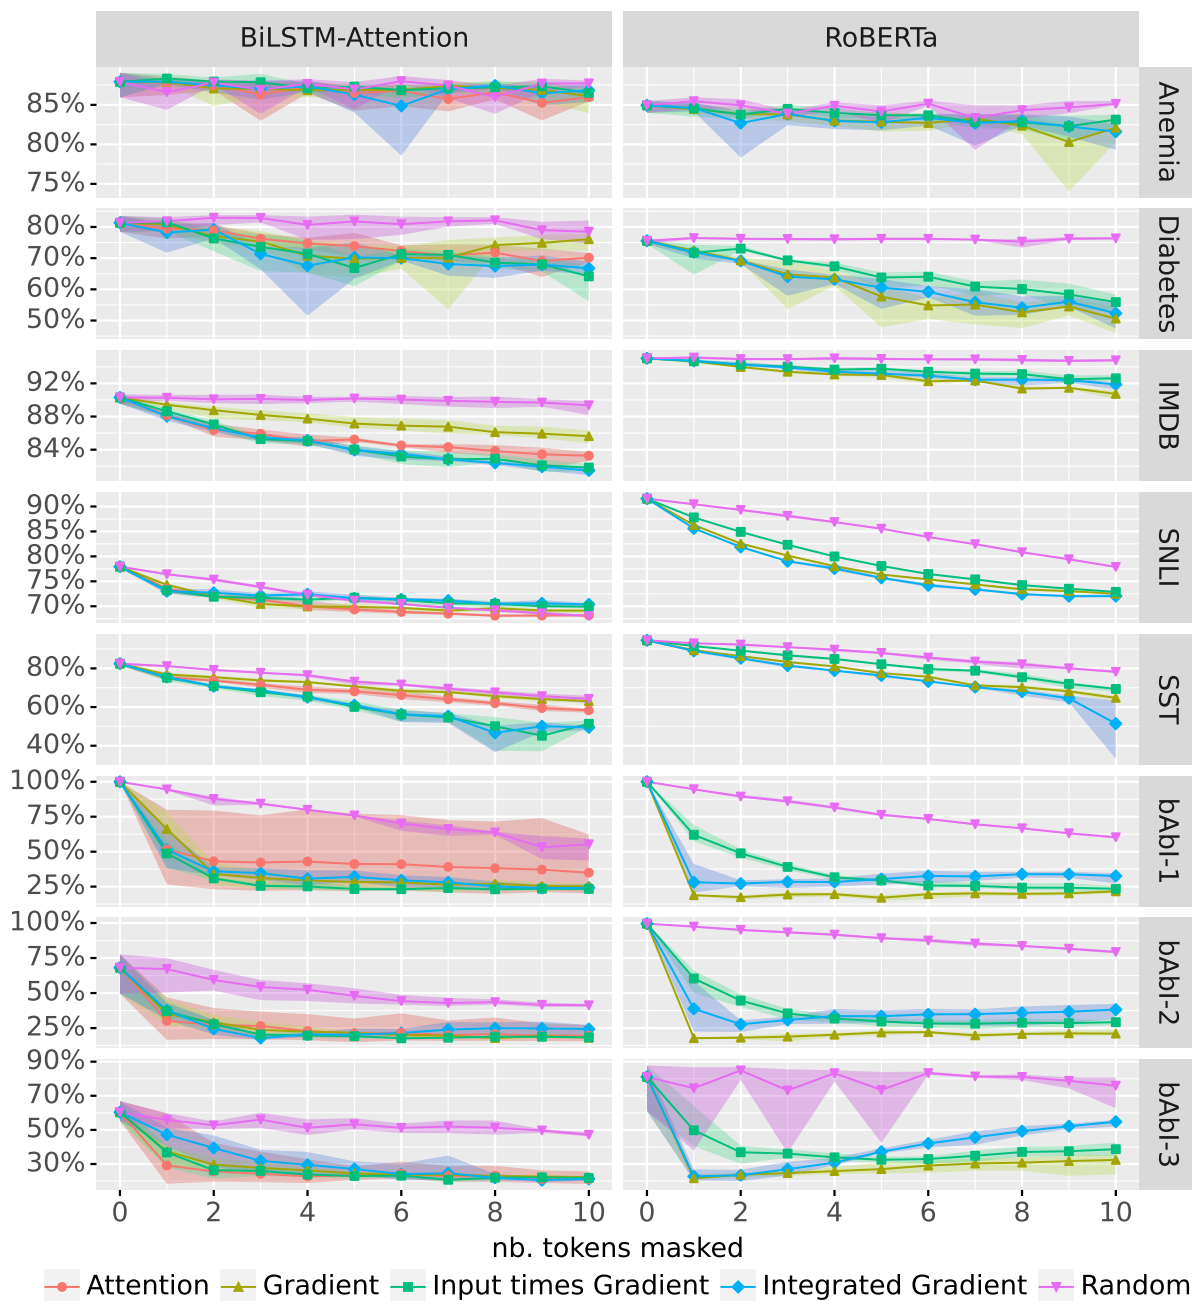 BiLSTM-Attention RoBERTa
85%
80%
75%
Anemia
80%
70%
60%
50%
Diabetes
92%
88%
84%
IMDB
90%
85%
80%
75%
70%
SNLI
80%
60%
40%
SST
100%
75%
50%
25%
bAbI-1
100%
75%
50%
25%
bAbI-2
90%
70%
50%
30%
bAbI-3
0 2 4 6 8 10 0 2 4 6 8 10
nb. tokens masked
Attention Gradient Input times Gradient Integrated Gradient Random